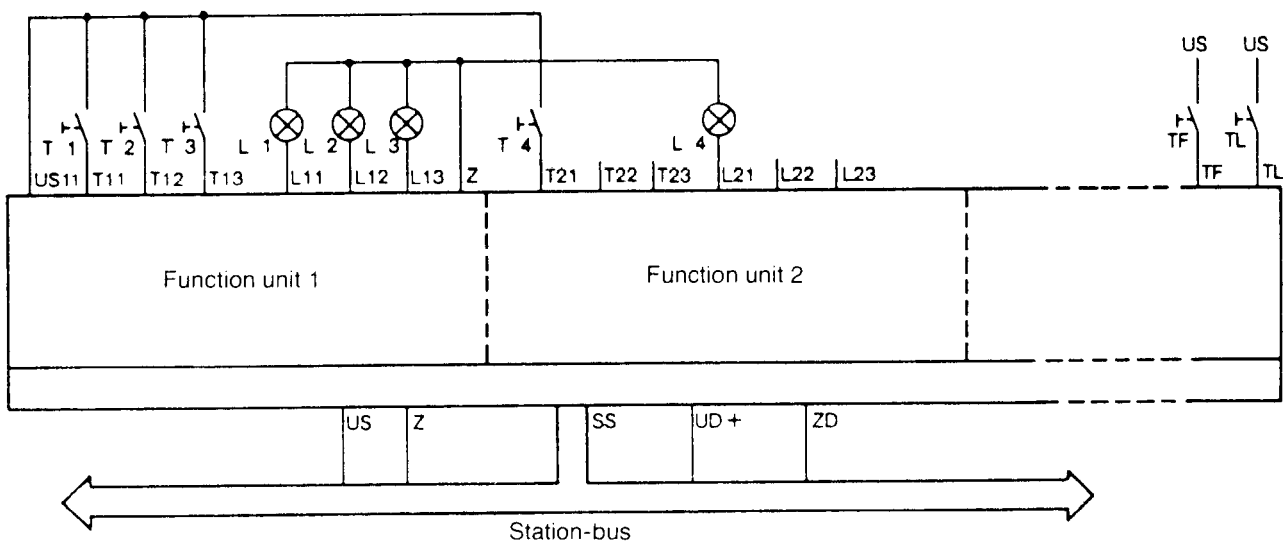 US US
T 1 T 2 T 3 L 1 L 2 L 3 T 4 L 4 TF TL
US11 T11 T12 T13 L11 L12 L13 Z T21 T22 T23 L21 L22 L23 TF TL
Function unit 1 Function unit 2
US Z SS UD + ZD
Station-bus